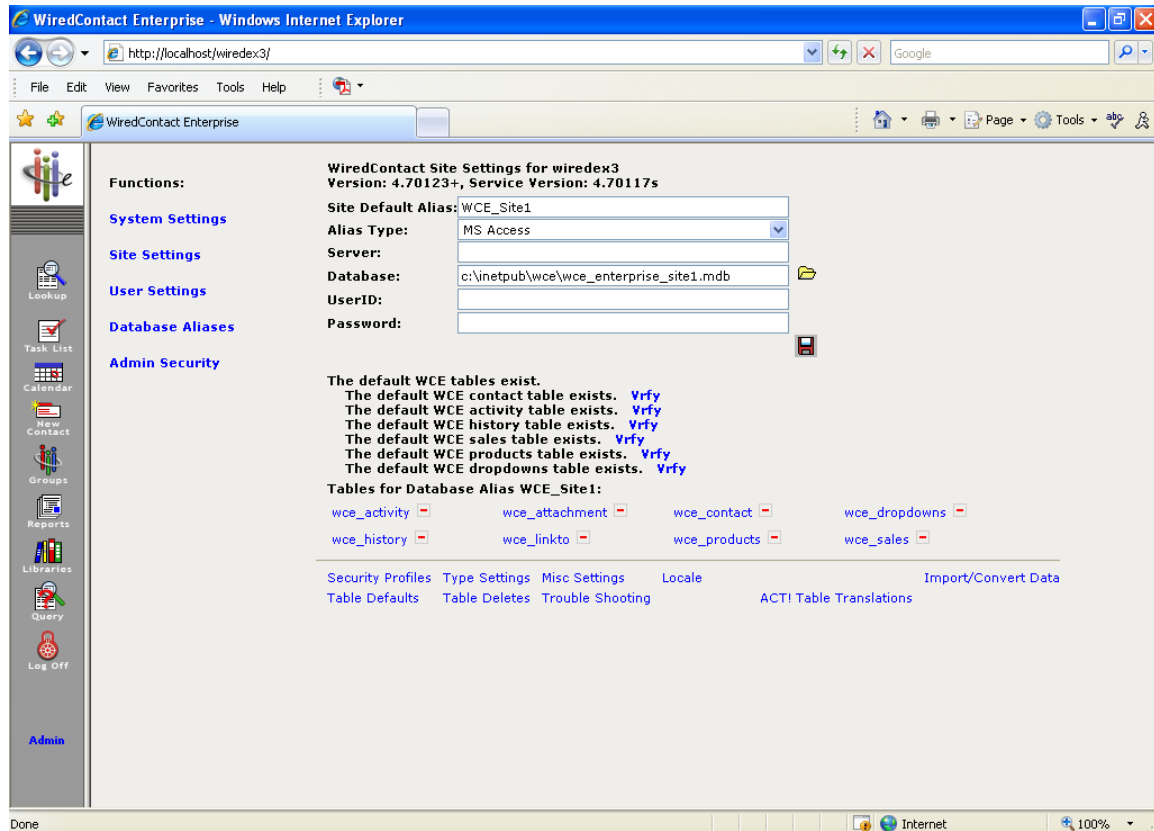 WiredContact Enterprise - Windows Internet Explorer
http://localhost/wiredex3/
Google
File Edit View Favorites Tools Help
WiredContact Enterprise
Page Tools
Functions:
System Settings
Site Settings
User Settings
Database Aliases
Admin Security
Lookup
Task List
Calendar
New Contact
Groups
Reports
Libraries
Query
Log Off
Admin
WiredContact Site Settings for wiredex3
Version: 4.70123+, Service Version: 4.70117s
Site Default Alias: WCE_Site1
Alias Type: MS Access
Server:
Database: c:\inetpub\wce\wce_enterprise_site1.mdb
UserID:
Password:
The default WCE tables exist.
The default WCE contact table exists. Vrfy
The default WCE activity table exists. Vrfy
The default WCE history table exists. Vrfy
The default WCE sales table exists. Vrfy
The default WCE products table exists. Vrfy
The default WCE dropdowns table exists. Vrfy
Tables for Database Alias WCE_Site1:
wce_activity wce_attachment wce_contact wce_dropdowns
wce_history wce_linkto wce_products wce_sales
Security Profiles Type Settings Misc Settings Locale Import/Convert Data
Table Defaults Table Deletes Trouble Shooting ACT! Table Translations
Done Internet 100%